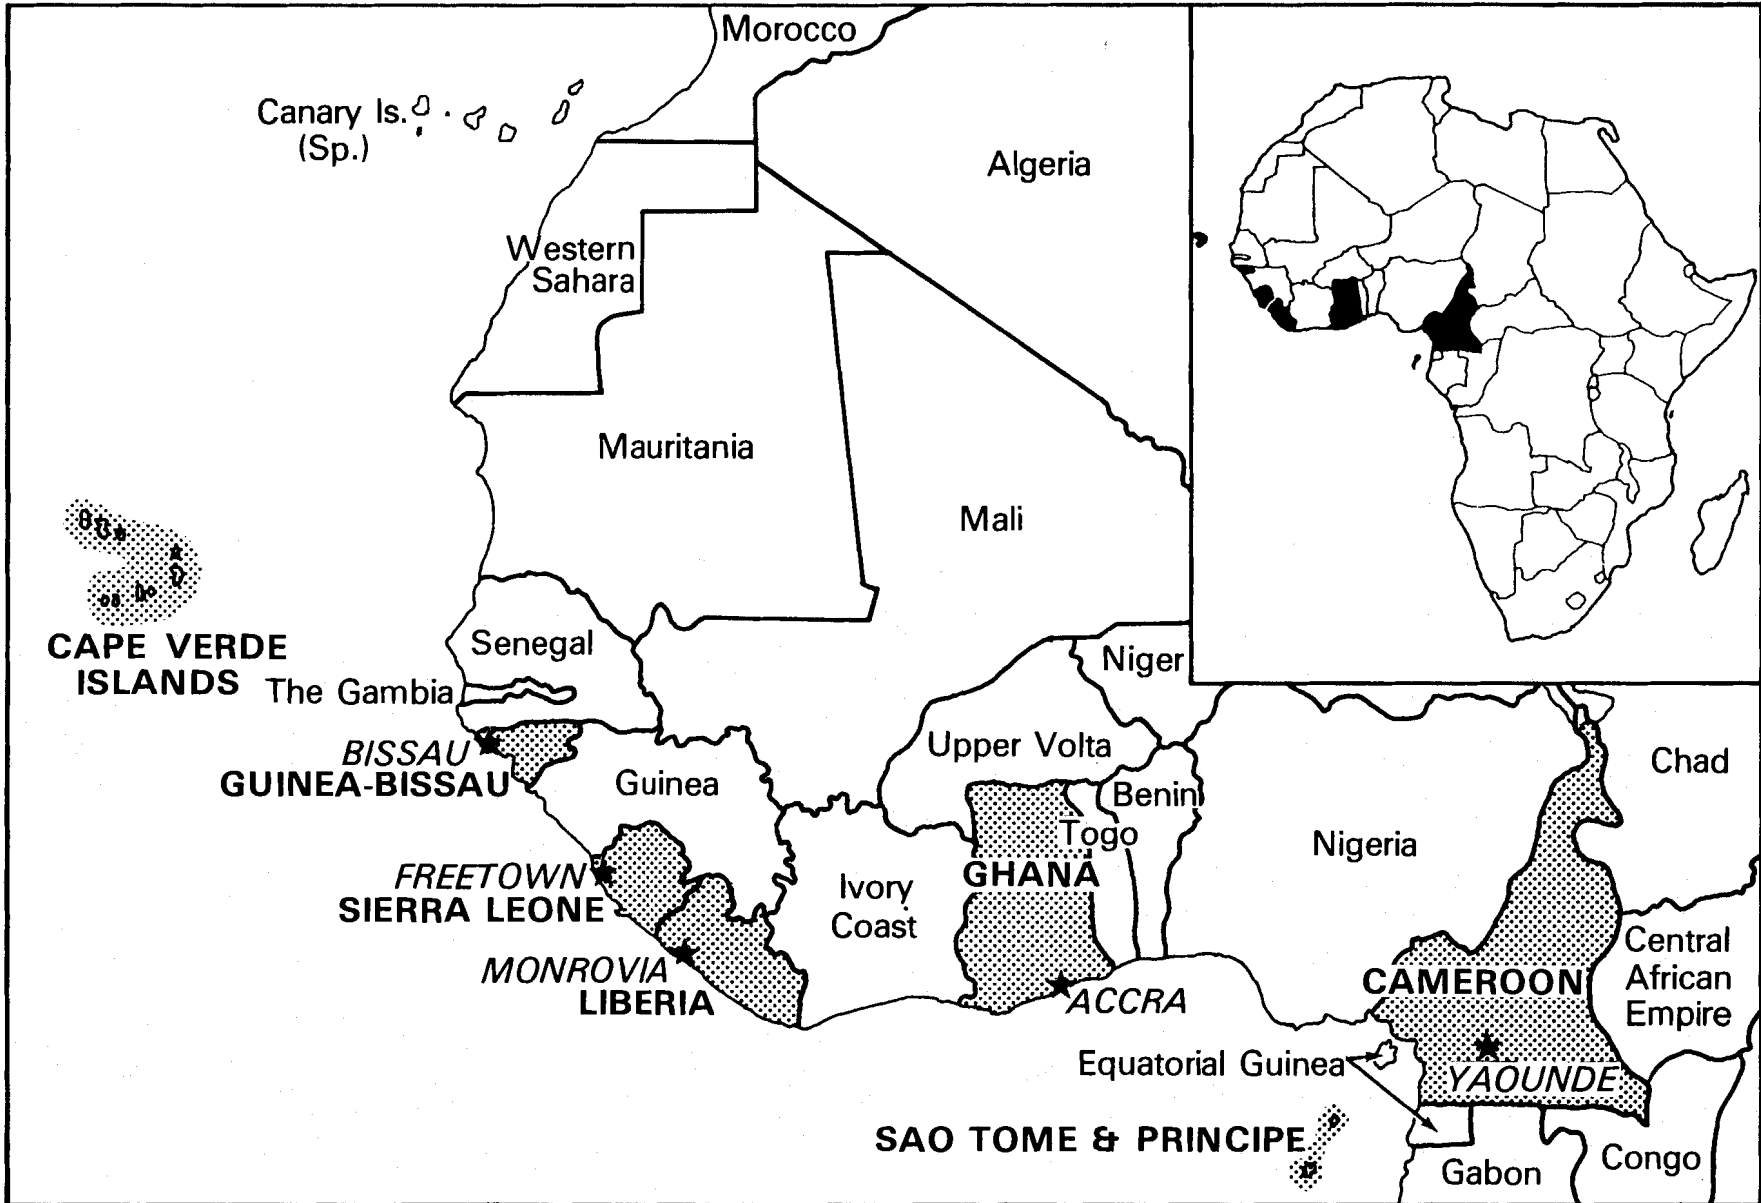 Morocco
Canary Is.
(Sp.)
Algeria
Western
Sahara
Mauritania
Mali
CAPE VERDE
ISLANDS
Senegal
The Gambia
Niger
BISSAU
GUINEA-BISSAU
Guinea
Upper Volta
Benin
Togo
Nigeria
Chad
FREETOWN
SIERRA LEONE
GHANA
Ivory
Coast
MONROVIA
LIBERIA
ACCRA
CAMEROON
Central
African
Empire
Equatorial Guinea
YAOUNDE
SAO TOME & PRINCIPE
Gabon
Congo